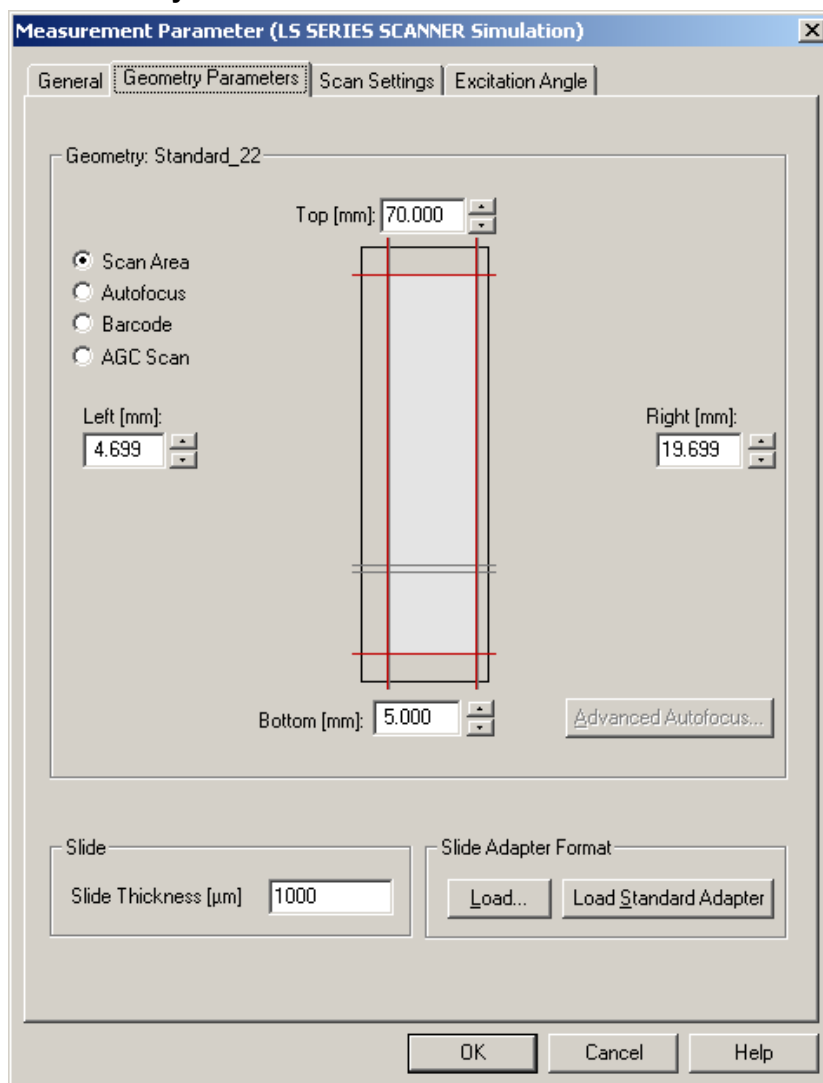 Measurement Parameter (LS SERIES SCANNER Simulation)
General Geometry Parameters Scan Settings Excitation Angle
Geometry: Standard_22
Top [mm]: 70.000
Scan Area
Autofocus
Barcode
AGC Scan
Left [mm]: Right [mm]:
4.699 19.699
Bottom [mm]: 5.000 Advanced Autofocus...
Slide Slide Adapter Format
Slide Thickness [µm] 1000 Load... Load Standard Adapter
OK Cancel Help